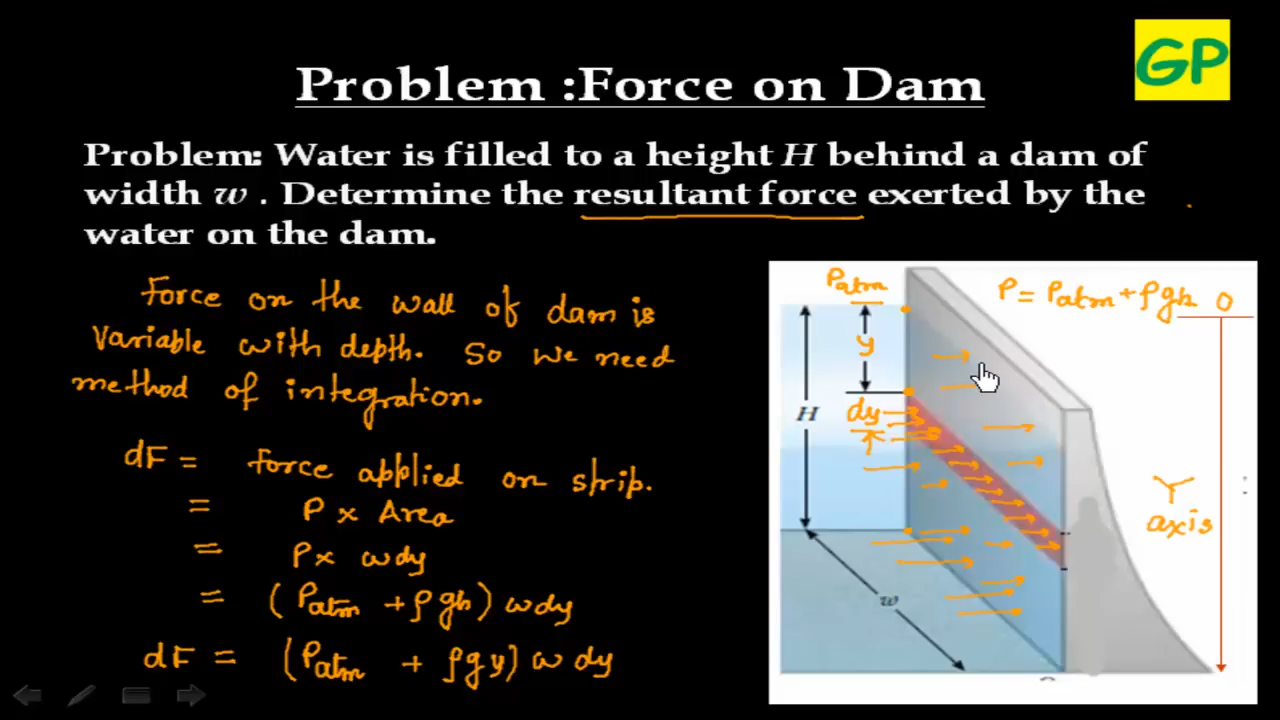 GP
Problem :Force on Dam
Problem: Water is filled to a height H behind a dam of
width w . Determine the resultant force exerted by the
water on the dam.
Force on the wall of dam is
variable with depth. So we need
method of integration.
dF = Force applied on strip.
= P x Area
= P x wdy
= (Patm + ρgh) wdy
dF = (Patm + ρgy) w dy
Patm
P = Patm + ρgh
O
y
H
dy
Y
axis
w